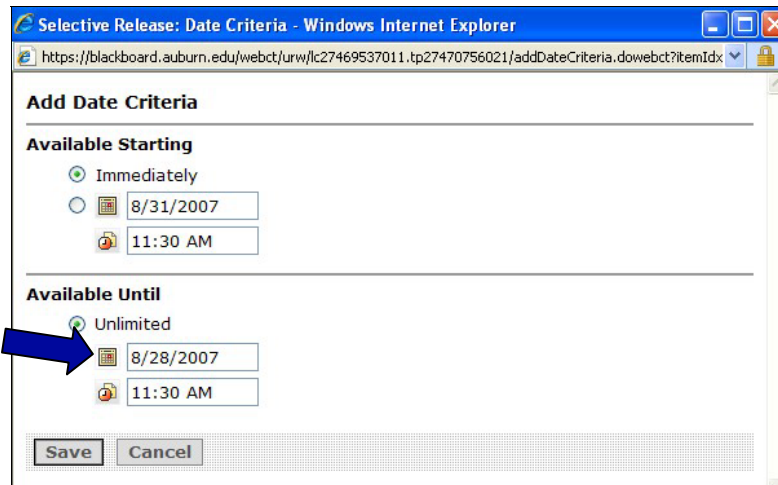 Selective Release: Date Criteria - Windows Internet Explorer
https://blackboard.auburn.edu/webct/urw/lc27469537011.tp27470756021/addDateCriteria.dowebct?itemIdx
Add Date Criteria
Available Starting
Immediately
8/31/2007
11:30 AM
Available Until
Unlimited
8/28/2007
11:30 AM
Save Cancel